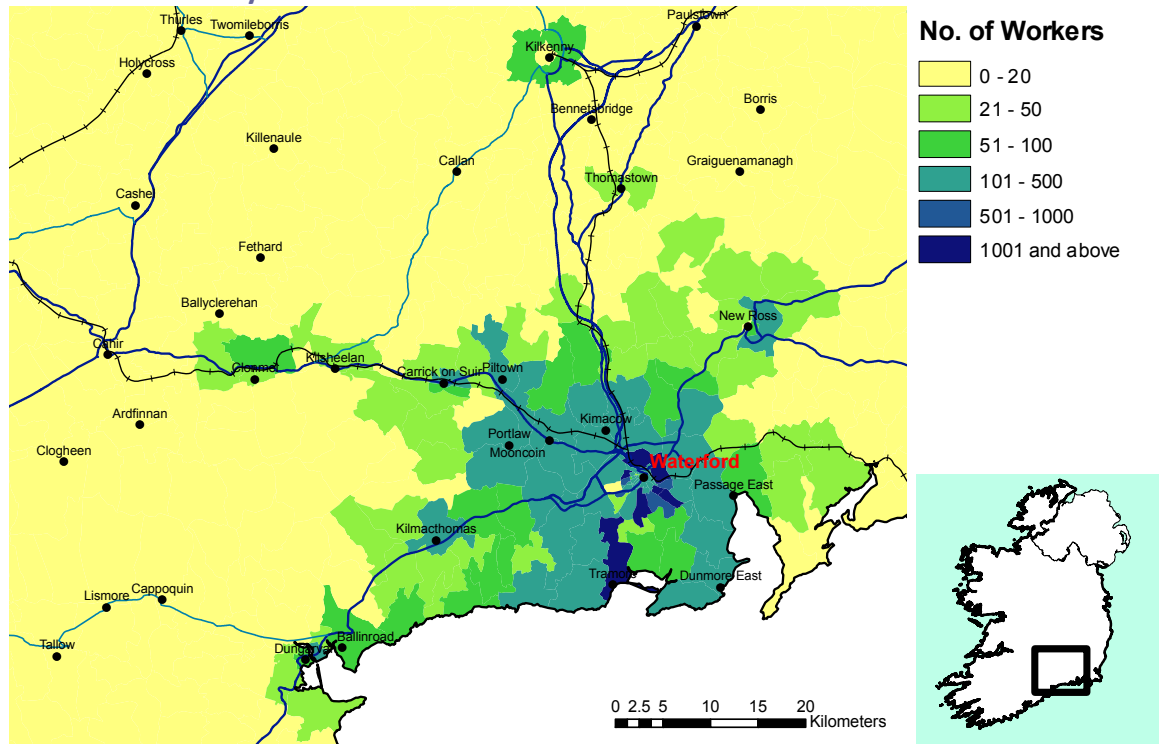 No. of Workers
0 - 20
21 - 50
51 - 100
101 - 500
501 - 1000
1001 and above
Thurles
Twomileborris
Paulstown
Holycross
Kilkenny
Borris
Bennetsbridge
Killenaule
Callan
Graiguenamanagh
Thomastown
Cashel
Fethard
Ballyclerehan
New Ross
Cahir
Kilsheelan
Clonmel
Carrick on Suir
Piltown
Ardfinnan
Kimacow
Portlaw
Mooncoin
Clogheen
Waterford
Passage East
Kilmacthomas
Tramore
Dunmore East
Lismore
Cappoquin
Tallow
Ballinroad
Dungarvan
0 2.5 5 10 15 20
Kilometers